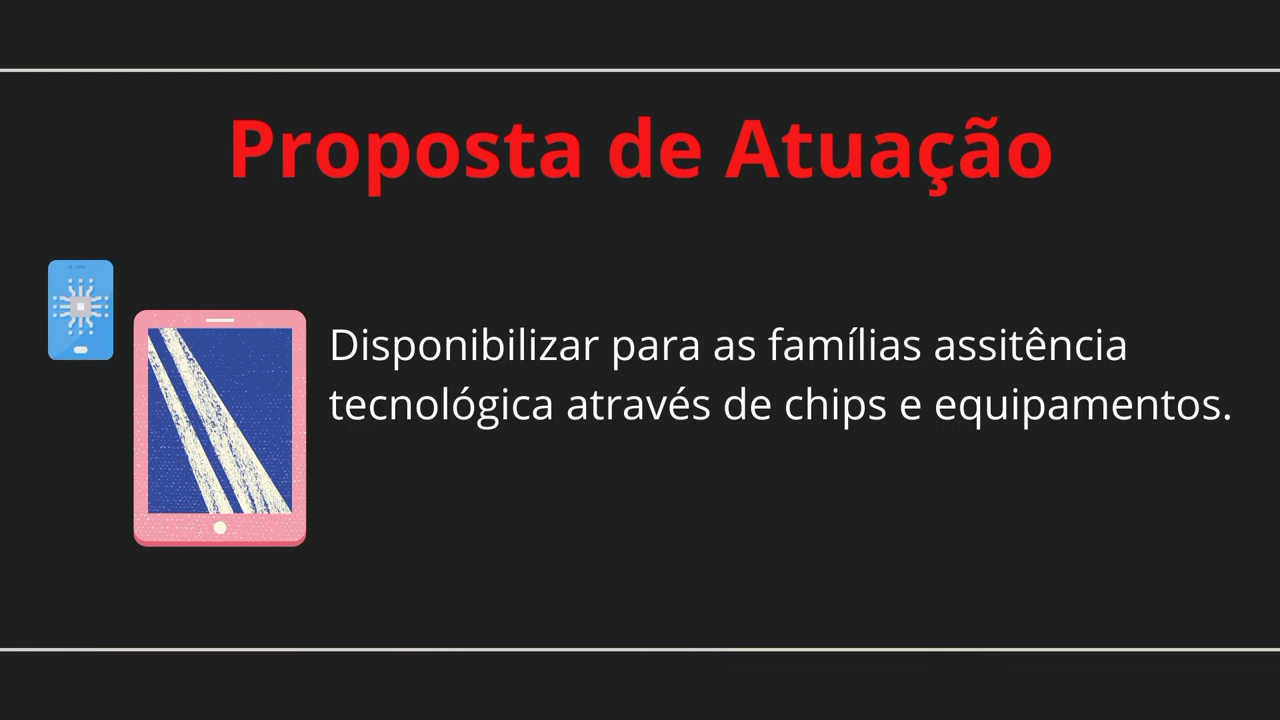 Proposta de Atuação
Disponibilizar para as famílias assitência
tecnológica através de chips e equipamentos.